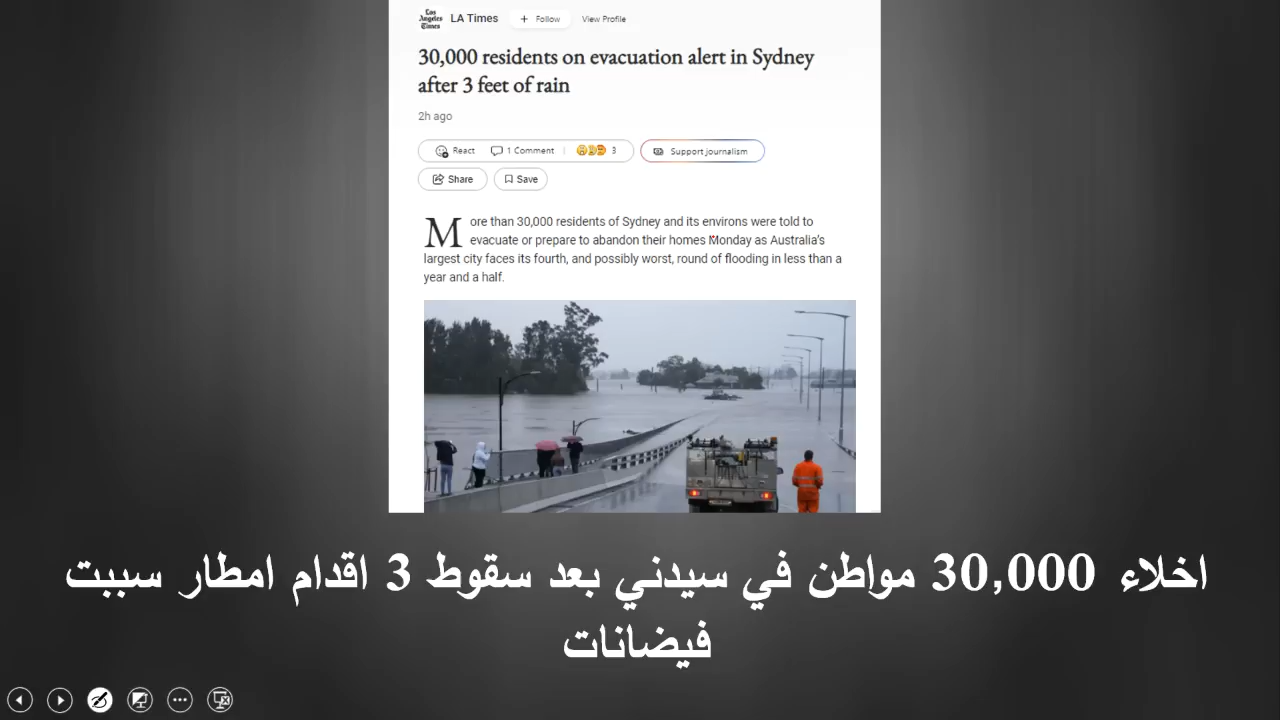 Los Angeles Times
LA Times
+ Follow
View Profile
30,000 residents on evacuation alert in Sydney
after 3 feet of rain
2h ago
React
1 Comment
3
Support journalism
Share
Save
More than 30,000 residents of Sydney and its environs were told to
evacuate or prepare to abandon their homes Monday as Australia's
largest city faces its fourth, and possibly worst, round of flooding in less than a
year and a half.
اخلاء 30,000 مواطن في سيدني بعد سقوط 3 اقدام امطار سببت
فيضانات